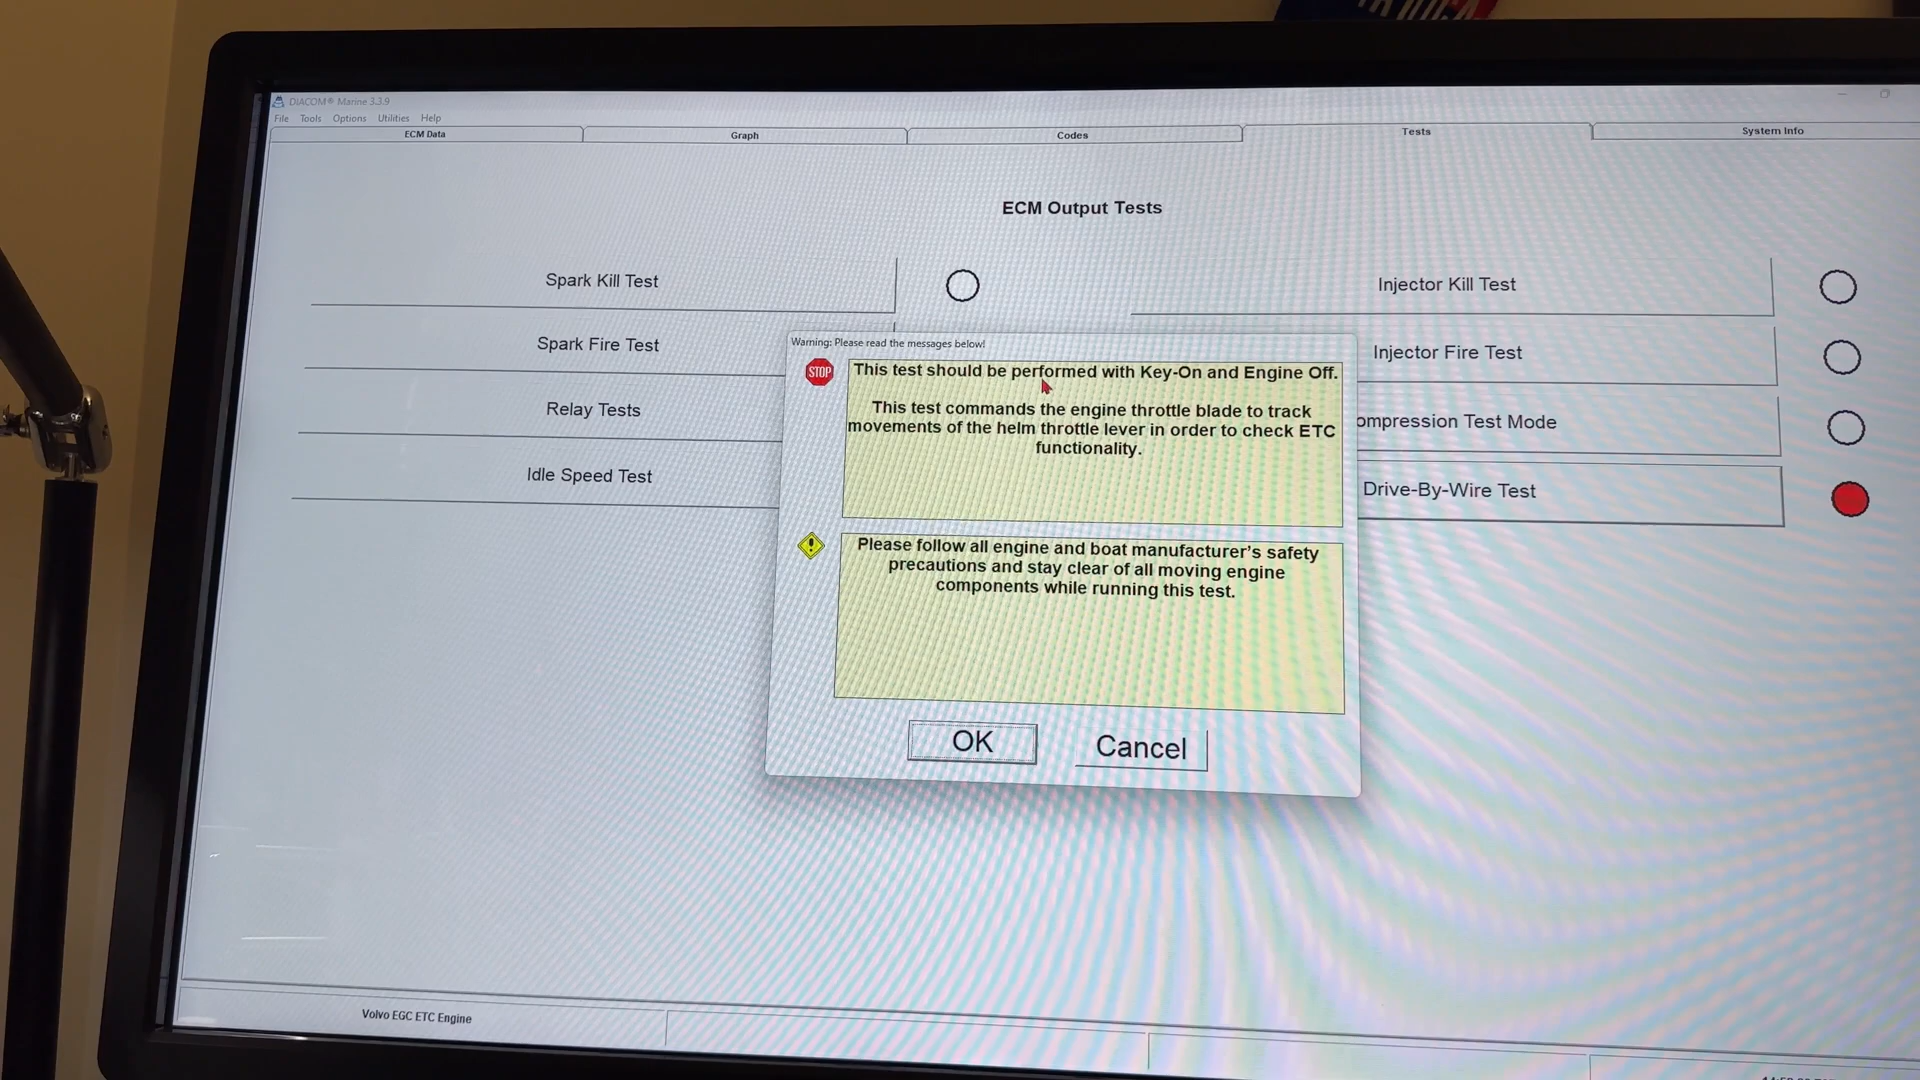 DIACOM® Marine 3.3.9
File Tools Options Utilities Help
ECM Data Graph Codes Tests System Info
ECM Output Tests
Spark Kill Test
Injector Kill Test
Spark Fire Test
Injector Fire Test
Relay Tests
ompression Test Mode
Idle Speed Test
Drive-By-Wire Test
Warning: Please read the messages below!
STOP
This test should be performed with Key-On and Engine Off.
This test commands the engine throttle blade to track
movements of the helm throttle lever in order to check ETC
functionality.
Please follow all engine and boat manufacturer's safety
precautions and stay clear of all moving engine
components while running this test.
OK Cancel
Volvo EGC ETC Engine